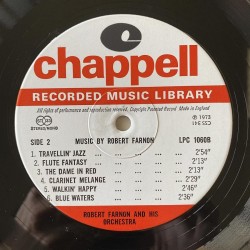 chappell
RECORDED MUSIC LIBRARY
All rights of performance and reproduction reserved. Copyright Patented Record Made in England
STEREO/MONO
℗ 1973
SIDE 2 MUSIC BY ROBERT FARNON LPC 1060B
1. TRAVELLIN' JAZZ ... ... ... ... ... 2'54"
2. FLUTE FANTASY ... ... ... ... ... 2'13"
3. THE DAME IN RED ... ... ... ... 2'13"
4. CLARINET MELANGE ... ... ... ... 2'29"
5. WALKIN' HAPPY ... ... ... ... 2'46"
6. BLUE WATERS ... ... ... ... 2'36"
ROBERT FARNON AND HIS
ORCHESTRA